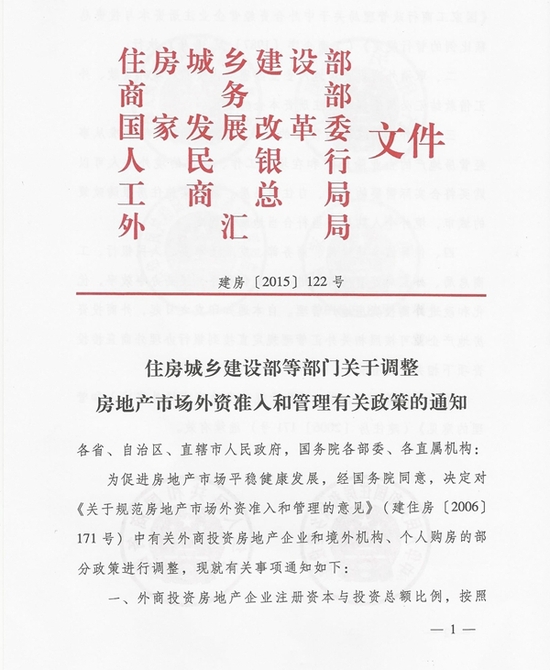 住房城乡建设部
商务部
国家发展改革委
人民银行
工商总局
外汇局
文件
建房〔2015〕122号
住房城乡建设部等部门关于调整
房地产市场外资准入和管理有关政策的通知
各省、自治区、直辖市人民政府，国务院各部委、各直属机构：
为促进房地产市场平稳健康发展，经国务院同意，决定对
《关于规范房地产市场外资准入和管理的意见》（建住房〔2006〕
171号）中有关外商投资房地产企业和境外机构、个人购房的部
分政策进行调整，现就有关事项通知如下：
一、外商投资房地产企业注册资本与投资总额比例，按照
— 1 —